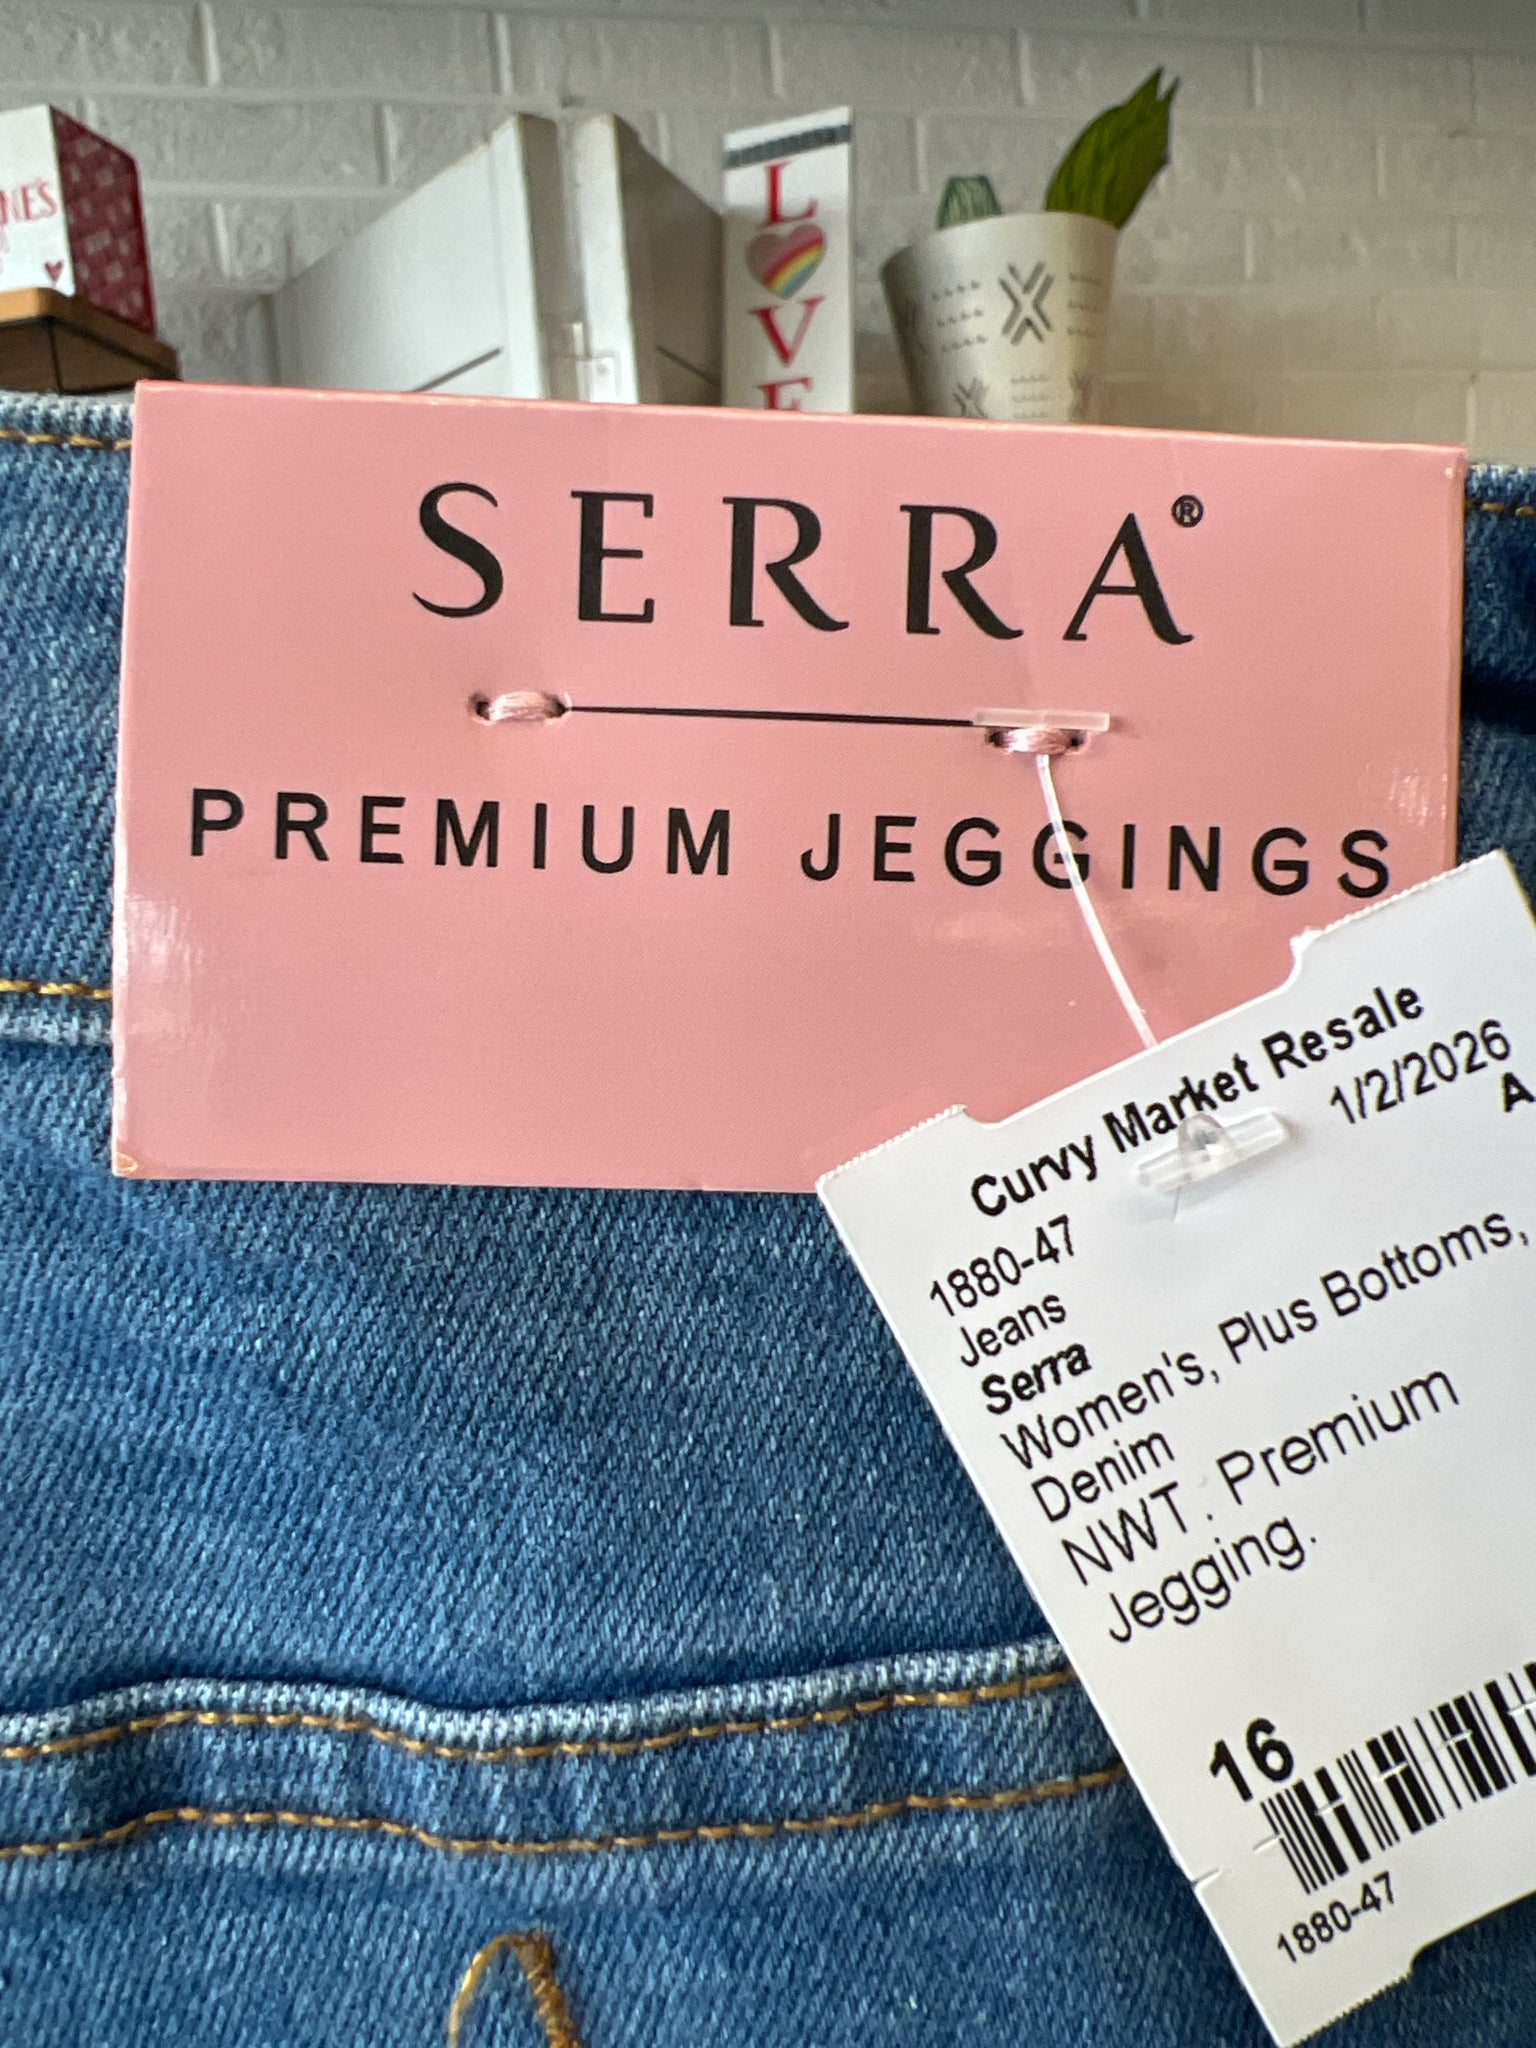 NE'S
LOVE
SERRA®
PREMIUM JEGGINGS
Curvy Market Resale
1/2/2026
A
1880-47
Jeans
Serra
Women's, Plus Bottoms,
Denim
NWT. Premium
Jegging.
16
1880-47